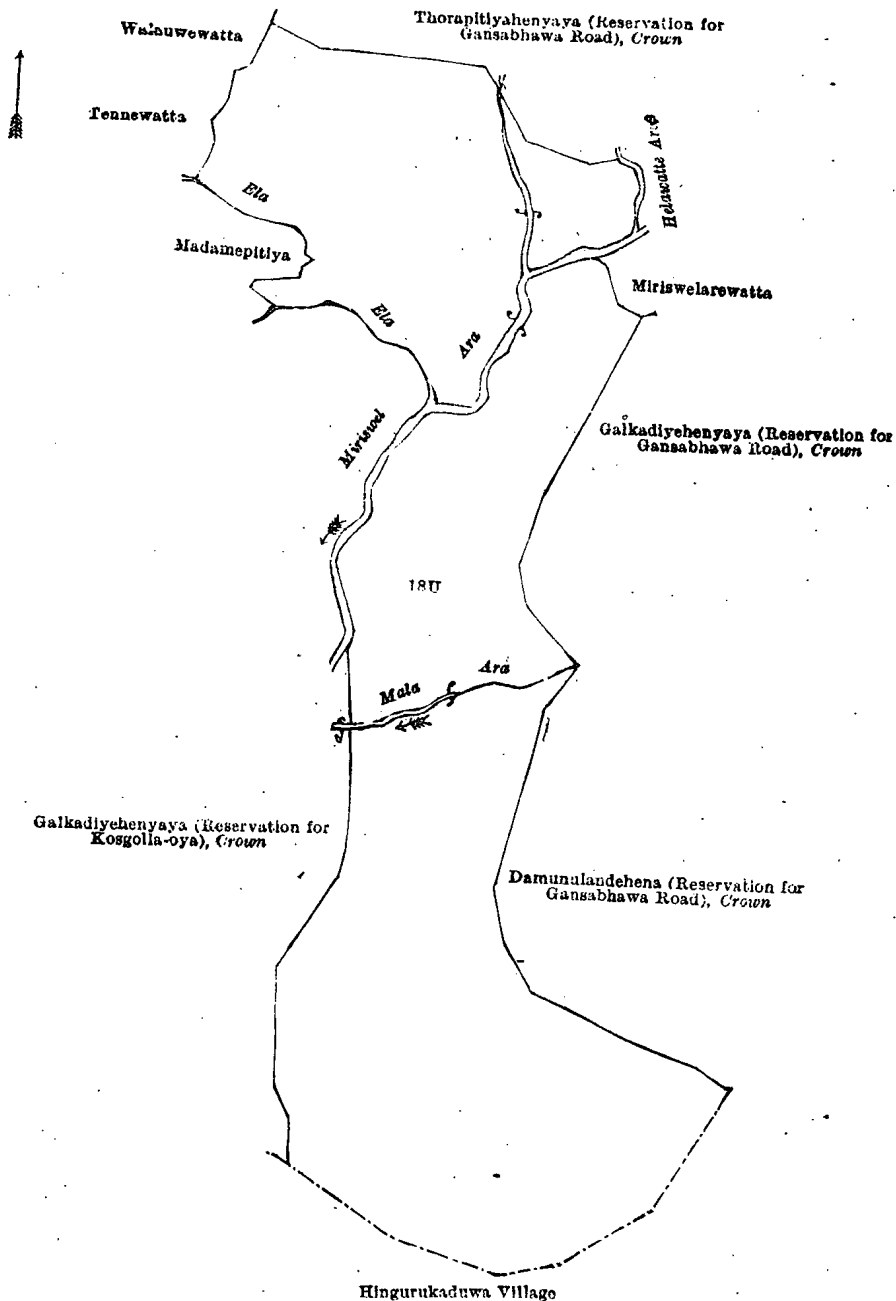 Thorapitiyahenyaya (Reservation for
Gansabhawa Road), Crown
Walauwewatta
Tennewatta
Ela
Helawatte Ara
Madamepitiya
Miriswelarewatta
Ela
Ara
Miriswel
Galkadiyehenyaya (Reservation for
Gansabhawa Road), Crown
18U
Mala Ara
Galkadiyehenyaya (Reservation for
Kosgolla-oya), Crown
Damunulandehena (Reservation for
Gansabhawa Road), Crown
Hingurukaduwa Village